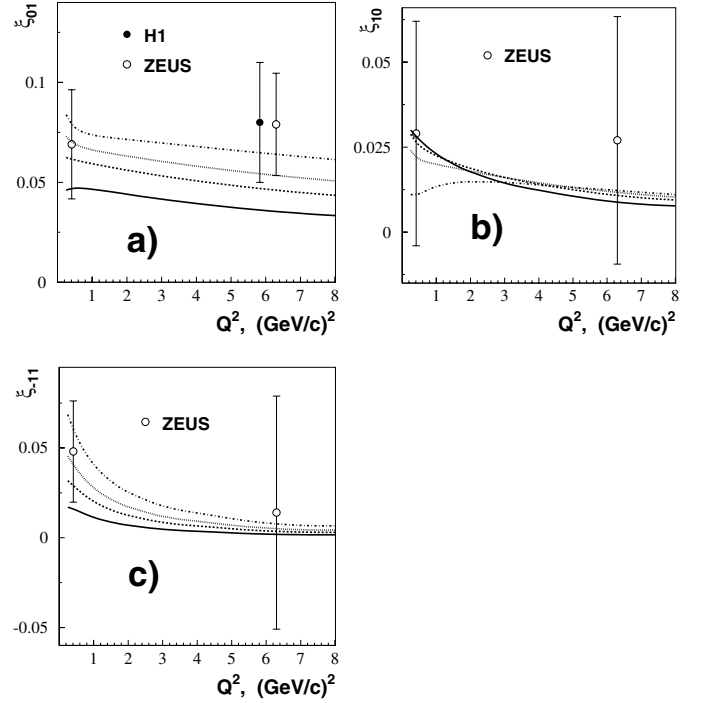 ξ01
● H1
○ ZEUS
0.1
0.05
0
a)
1 2 3 4 5 6 7 8
Q², (GeV/c)²
ξ10
○ ZEUS
0.05
0.025
0
b)
1 2 3 4 5 6 7 8
Q², (GeV/c)²
ξ-11
○ ZEUS
0.05
0
-0.05
c)
1 2 3 4 5 6 7 8
Q², (GeV/c)²